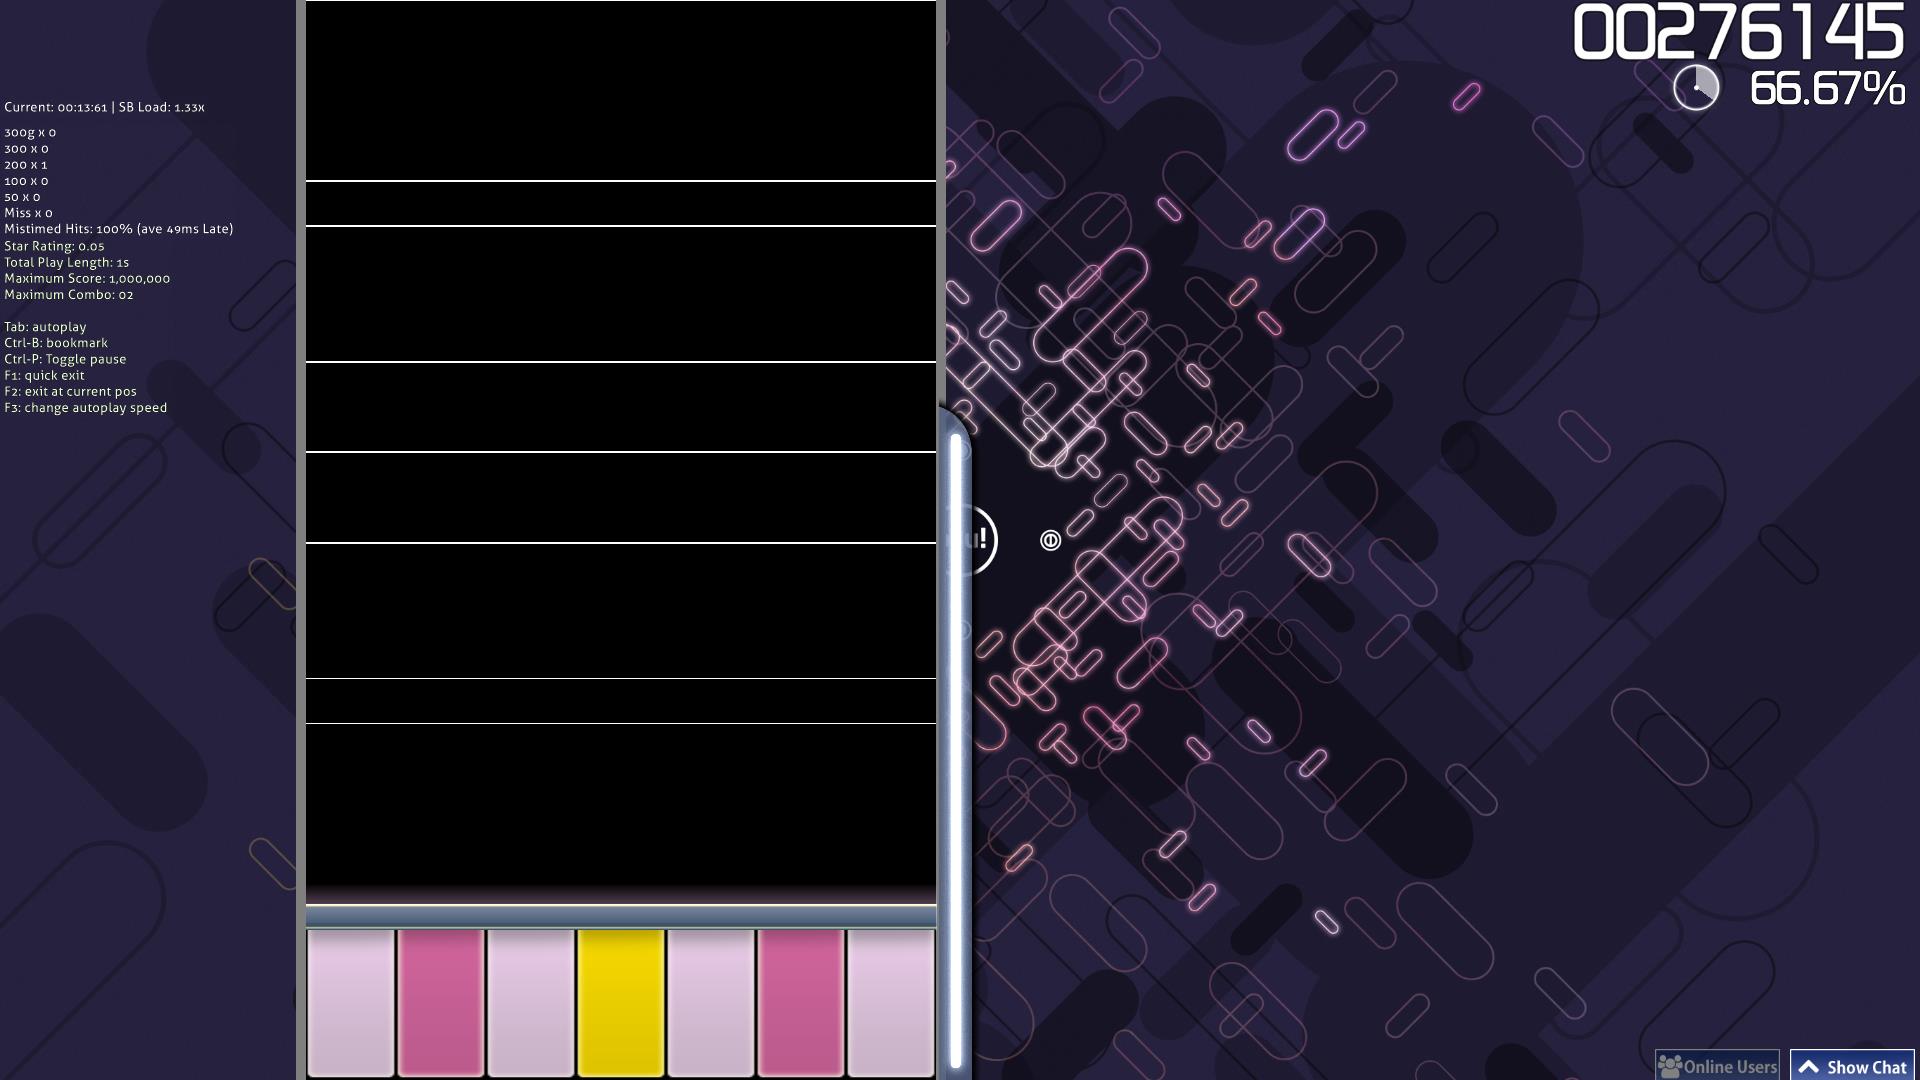 00276145
66.67%
Current: 00:13:61 | SB Load: 1.33x
300g x 0
300 x 0
200 x 1
100 x 0
50 x 0
Miss x 0
Mistimed Hits: 100% (ave 49ms Late)
Star Rating: 0.05
Total Play Length: 1s
Maximum Score: 1,000,000
Maximum Combo: 02
Tab: autoplay
Ctrl-B: bookmark
Ctrl-P: Toggle pause
F1: quick exit
F2: exit at current pos
F3: change autoplay speed
u!
Online Users
Show Chat